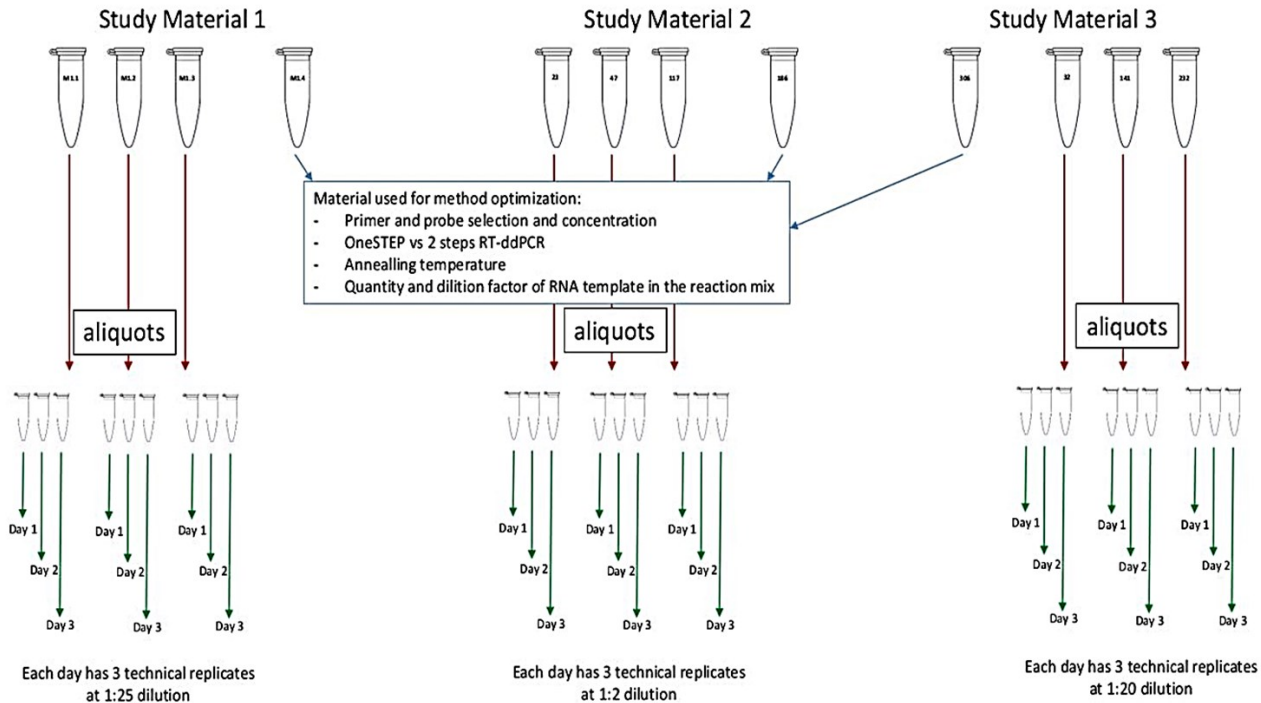 Study Material 1
Study Material 2
Study Material 3
M1.1
M1.2
M1.3
M1.4
23
47
117
186
306
32
141
232
Material used for method optimization:
- Primer and probe selection and concentration
- OneSTEP vs 2 steps RT-ddPCR
- Annealling temperature
- Quantity and dilition factor of RNA template in the reaction mix
aliquots
aliquots
aliquots
Day 1
Day 2
Day 3
Day 1
Day 2
Day 3
Day 1
Day 2
Day 3
Day 1
Day 2
Day 3
Day 1
Day 2
Day 3
Day 1
Day 2
Day 3
Day 1
Day 2
Day 3
Day 1
Day 2
Day 3
Day 1
Day 2
Day 3
Each day has 3 technical replicates
at 1:25 dilution
Each day has 3 technical replicates
at 1:2 dilution
Each day has 3 technical replicates
at 1:20 dilution